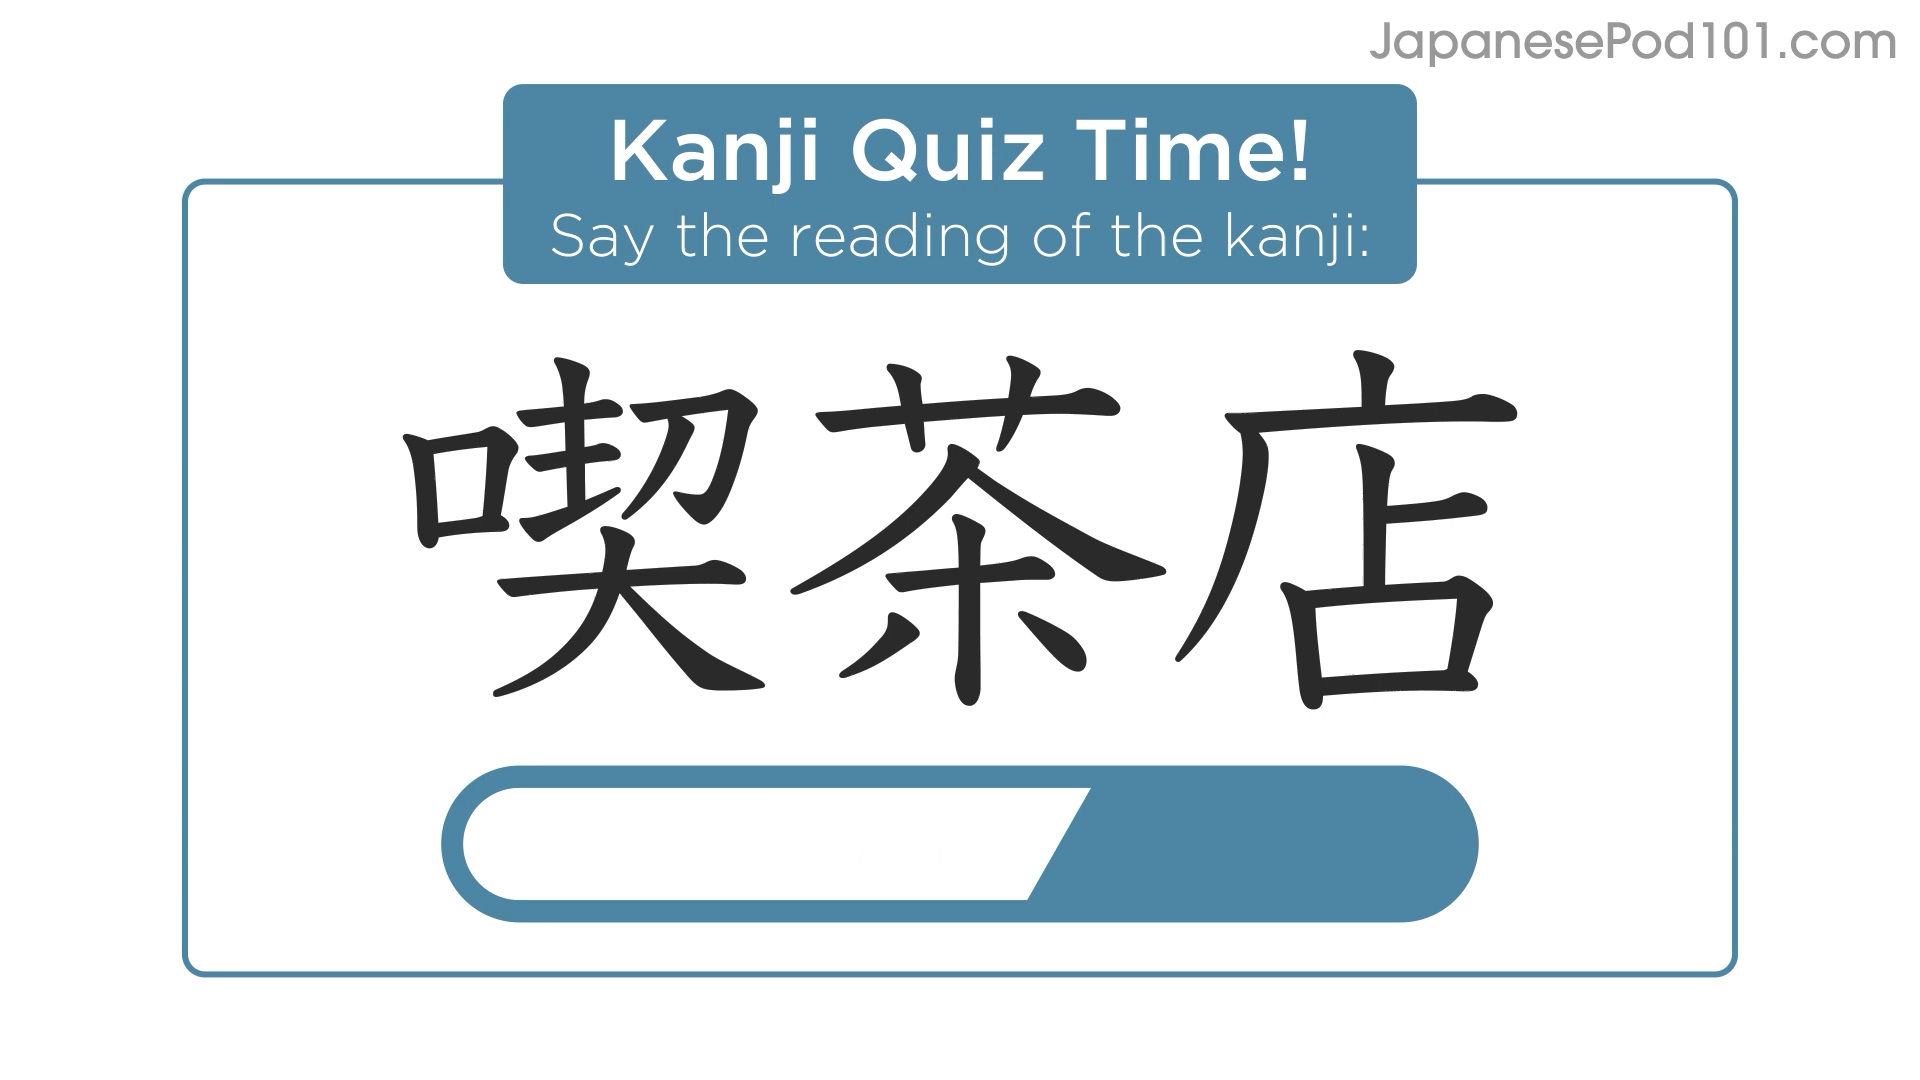 JapanesePod101.com
Kanji Quiz Time!
Say the reading of the kanji:
喫茶店